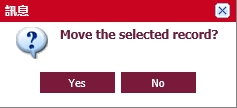 訊息
Move the selected record?
Yes
No